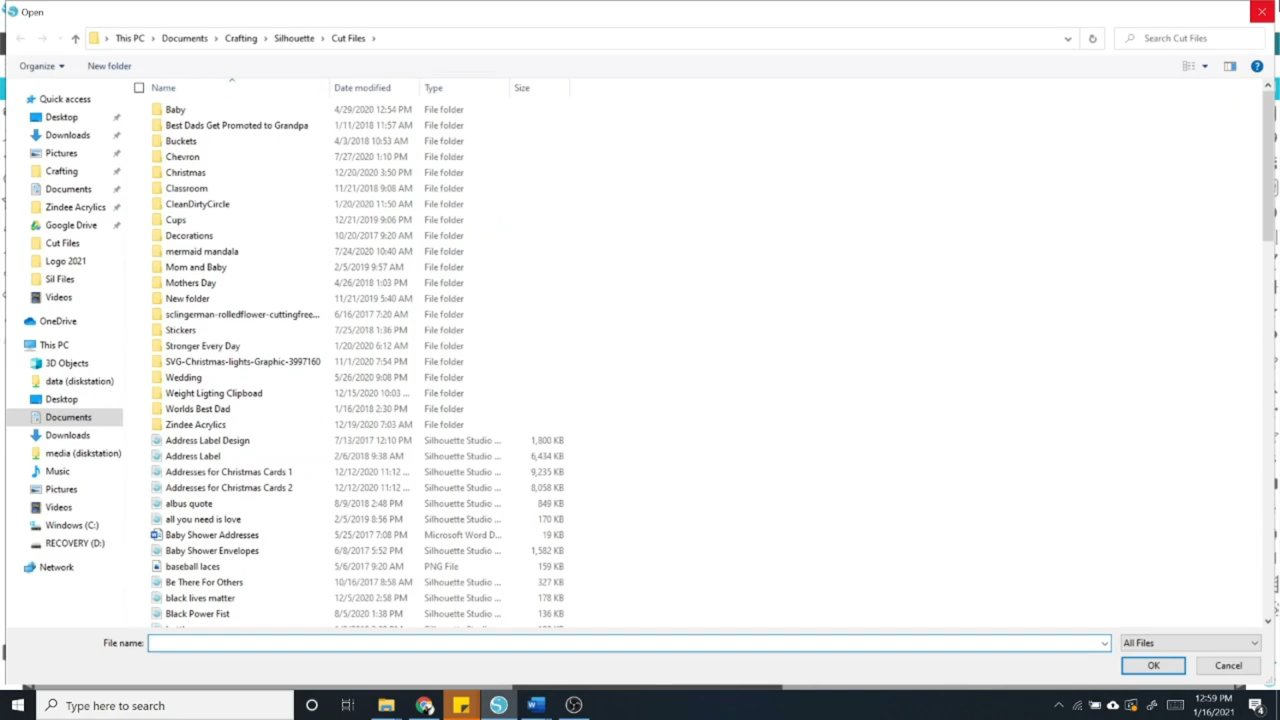 Open
This PC > Documents > Crafting > Silhouette > Cut Files >
Search Cut Files
Organize New folder
Name Date modified Type Size
Quick access
Desktop
Downloads
Pictures
Crafting
Documents
Zindee Acrylics
Google Drive
Cut Files
Logo 2021
Sil Files
Videos
OneDrive
This PC
3D Objects
data (diskstation)
Desktop
Documents
Downloads
media (diskstation)
Music
Pictures
Videos
Windows (C:)
RECOVERY (D:)
Network
Baby 4/29/2020 12:54 PM File folder
Best Dads Get Promoted to Grandpa 1/11/2018 11:57 AM File folder
Buckets 4/3/2018 10:53 AM File folder
Chevron 7/27/2020 1:10 PM File folder
Christmas 12/20/2020 3:50 PM File folder
Classroom 11/21/2018 9:08 AM File folder
CleanDirtyCircle 1/20/2020 11:50 AM File folder
Cups 12/21/2019 9:06 PM File folder
Decorations 10/20/2017 9:20 AM File folder
mermaid mandala 7/24/2020 10:40 AM File folder
Mom and Baby 2/5/2019 9:57 AM File folder
Mothers Day 4/26/2018 1:03 PM File folder
New folder 11/21/2019 5:40 AM File folder
sclingerman-rolledflower-cuttingfree... 6/16/2017 7:20 AM File folder
Stickers 7/25/2018 1:36 PM File folder
Stronger Every Day 1/20/2020 6:12 AM File folder
SVG-Christmas-lights-Graphic-3997160 11/1/2020 7:54 PM File folder
Wedding 5/26/2020 9:08 PM File folder
Weight Ligting Clipboad 12/15/2020 10:03 ... File folder
Worlds Best Dad 1/16/2018 2:30 PM File folder
Zindee Acrylics 12/19/2020 7:03 AM File folder
Address Label Design 7/13/2017 12:10 PM Silhouette Studio ... 1,800 KB
Address Label 2/6/2018 9:38 AM Silhouette Studio ... 6,434 KB
Addresses for Christmas Cards 1 12/12/2020 11:12 ... Silhouette Studio ... 9,235 KB
Addresses for Christmas Cards 2 12/12/2020 11:12 ... Silhouette Studio ... 8,058 KB
albus quote 8/9/2018 2:48 PM Silhouette Studio ... 849 KB
all you need is love 2/5/2019 8:56 PM Silhouette Studio ... 170 KB
Baby Shower Addresses 5/25/2017 7:08 PM Microsoft Word D... 19 KB
Baby Shower Envelopes 6/8/2017 5:52 PM Silhouette Studio ... 1,582 KB
baseball laces 5/6/2017 9:20 AM PNG File 159 KB
Be There For Others 10/16/2017 8:58 AM Silhouette Studio ... 327 KB
black lives matter 12/5/2020 2:58 PM Silhouette Studio ... 178 KB
Black Power Fist 8/5/2020 1:38 PM Silhouette Studio ... 136 KB
File name: All Files
OK Cancel
Type here to search
12:59 PM
1/16/2021
4